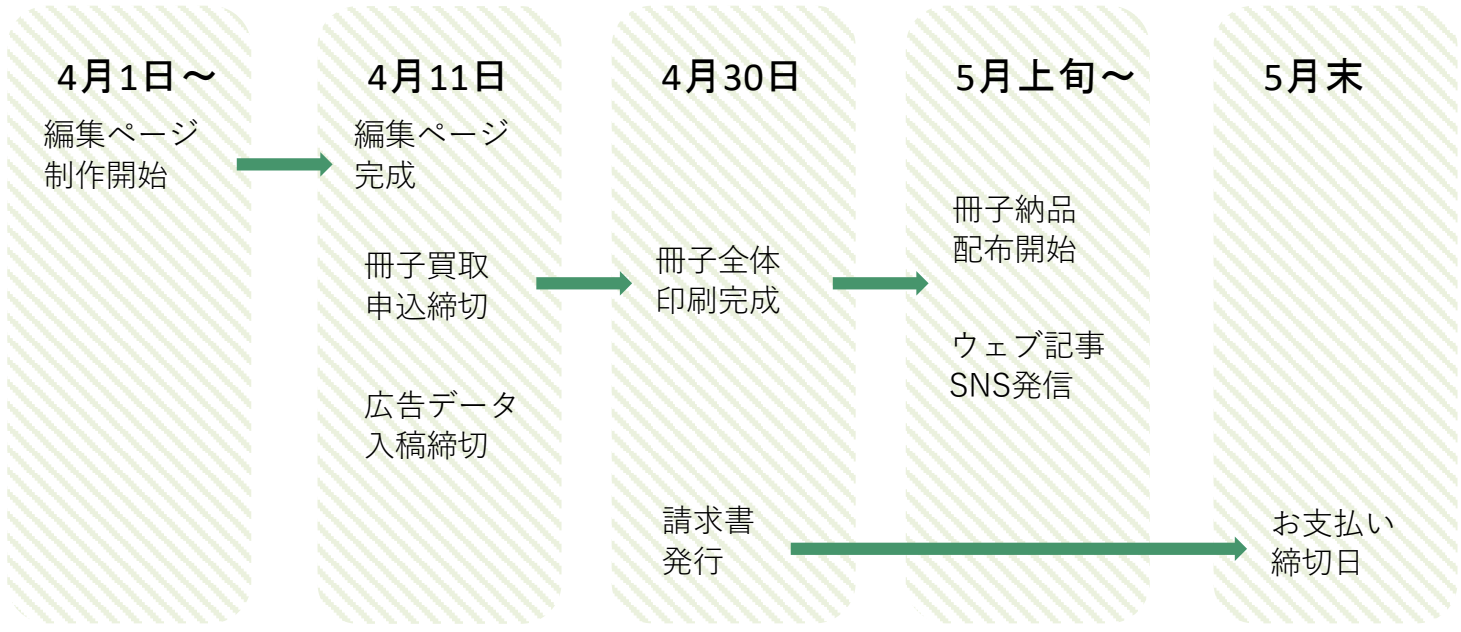 4月1日～
編集ページ
制作開始
4月11日
編集ページ
完成
冊子買取
申込締切
広告データ
入稿締切
4月30日
冊子全体
印刷完成
請求書
発行
5月上旬～
冊子納品
配布開始
ウェブ記事
SNS発信
5月末
お支払い
締切日